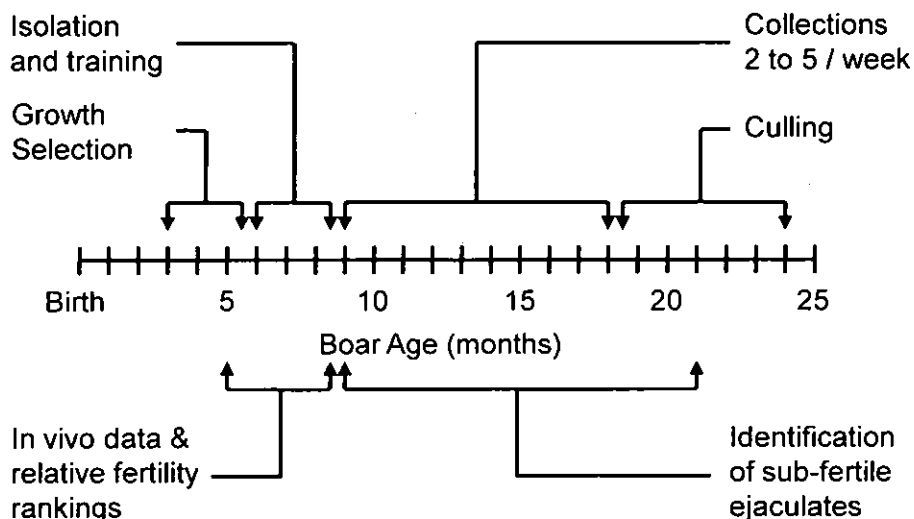 Isolation
and training
Collections
2 to 5 / week
Growth
Selection
Culling
Birth 5 10 15 20 25
Boar Age (months)
In vivo data &
relative fertility
rankings
Identification
of sub-fertile
ejaculates